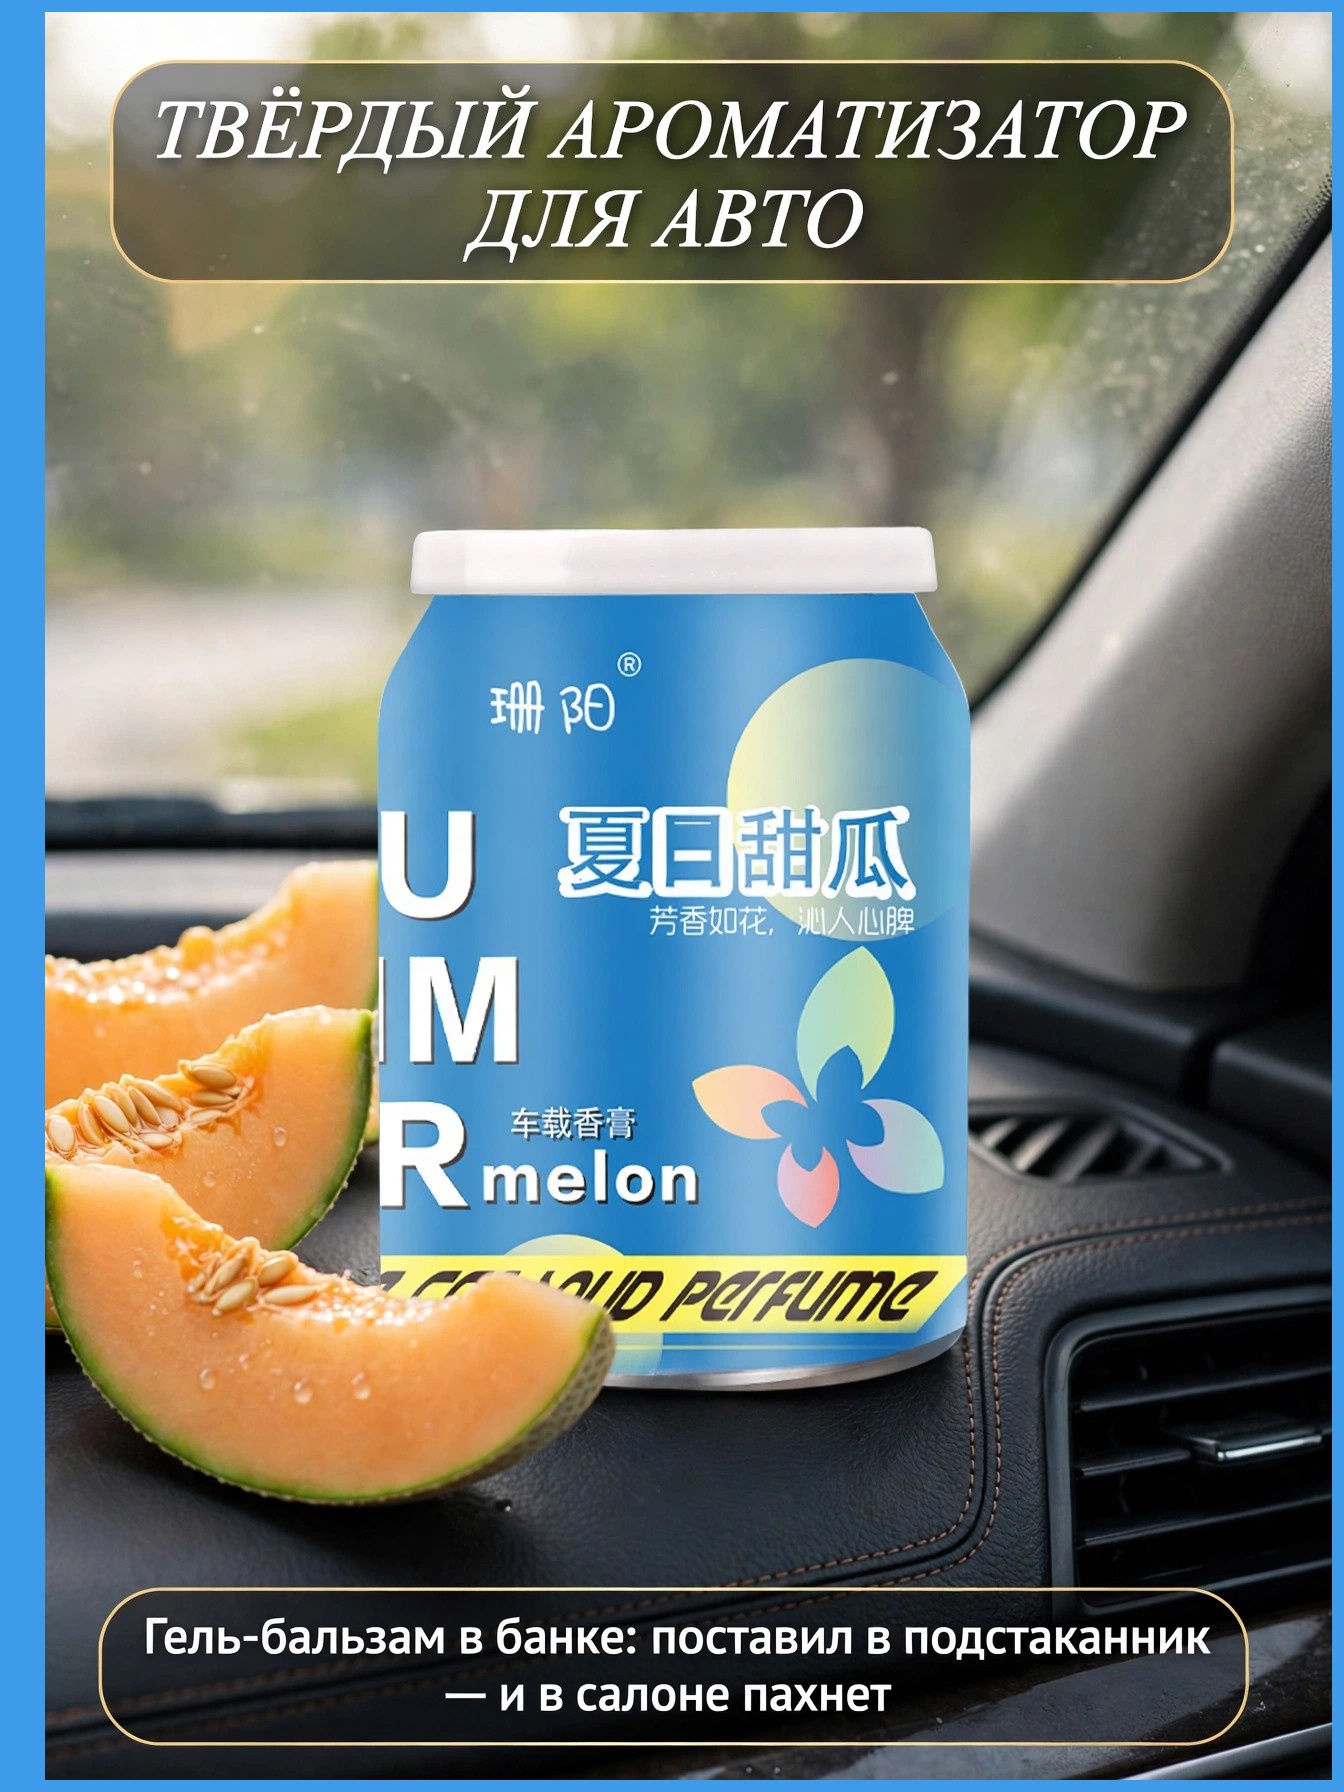 ТВЁРДЫЙ АРОМАТИЗАТОР
ДЛЯ АВТО
珊阳®
U
夏日甜瓜
芳香如花，沁人心脾
IM
车载香膏
R melon
PERFUME
Гель-бальзам в банке: поставил в подстаканник
— и в салоне пахнет